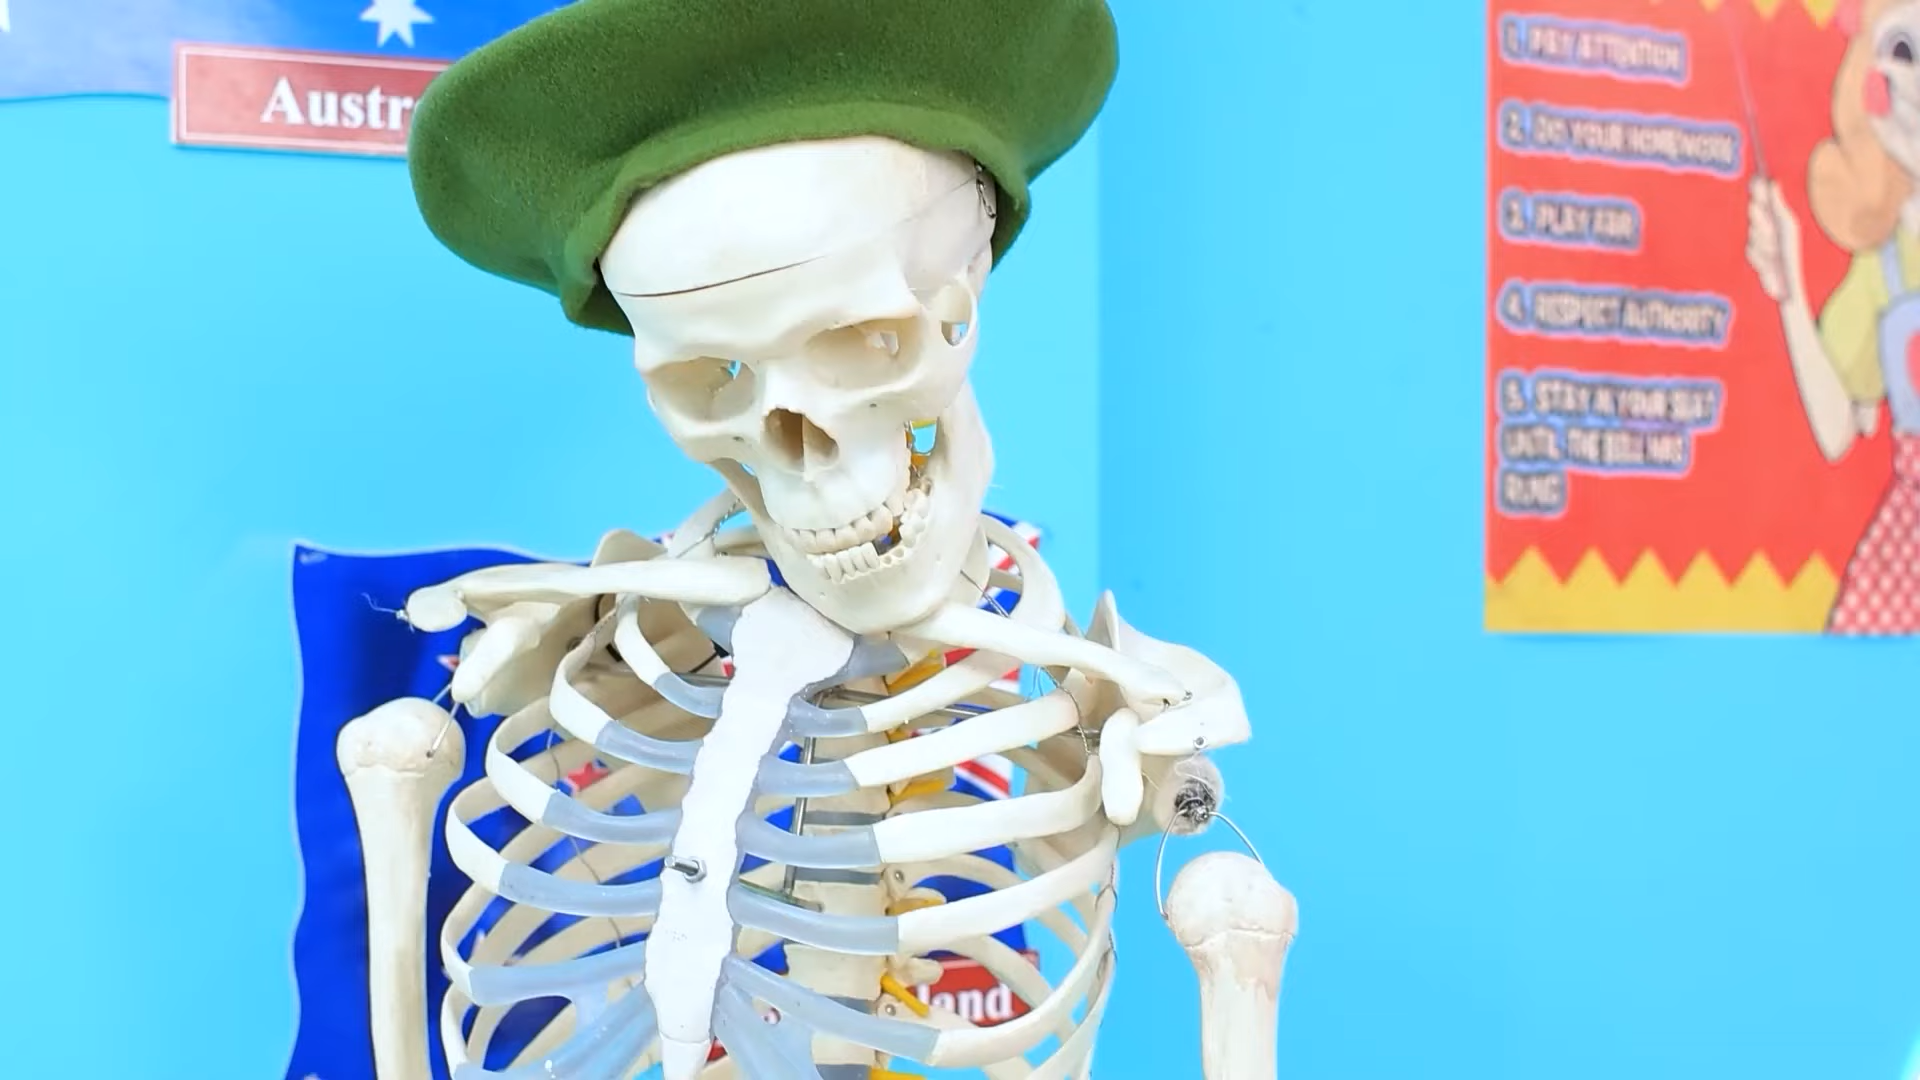 Austr
1. PAY ATTENTION
2. DO YOUR HOMEWORK
3. PLAY FAIR
4. RESPECT AUTHORITY
5. STAY IN YOUR SEAT
UNTIL THE BELL HAS
RUNG
land